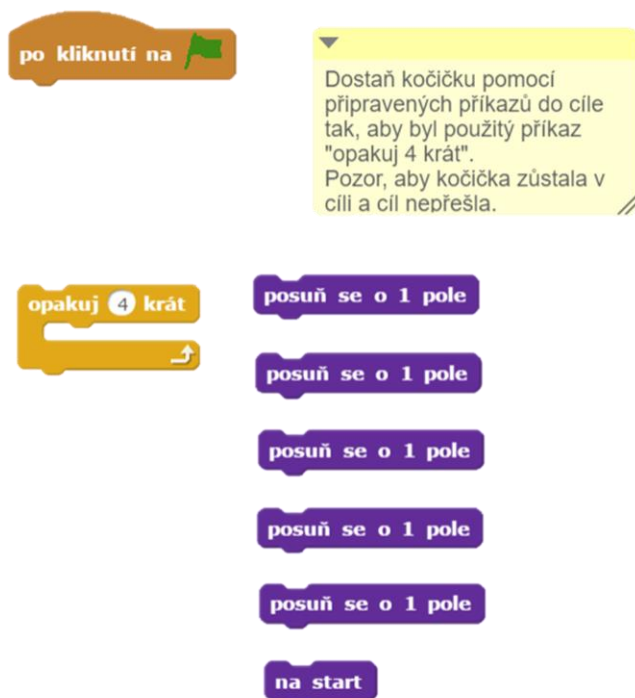 po kliknutí na
Dostaň kočičku pomocí
připravených příkazů do cíle
tak, aby byl použitý příkaz
"opakuj 4 krát".
Pozor, aby kočička zůstala v
cíli a cíl nepřešla.
opakuj 4 krát
posuň se o 1 pole
posuň se o 1 pole
posuň se o 1 pole
posuň se o 1 pole
posuň se o 1 pole
na start